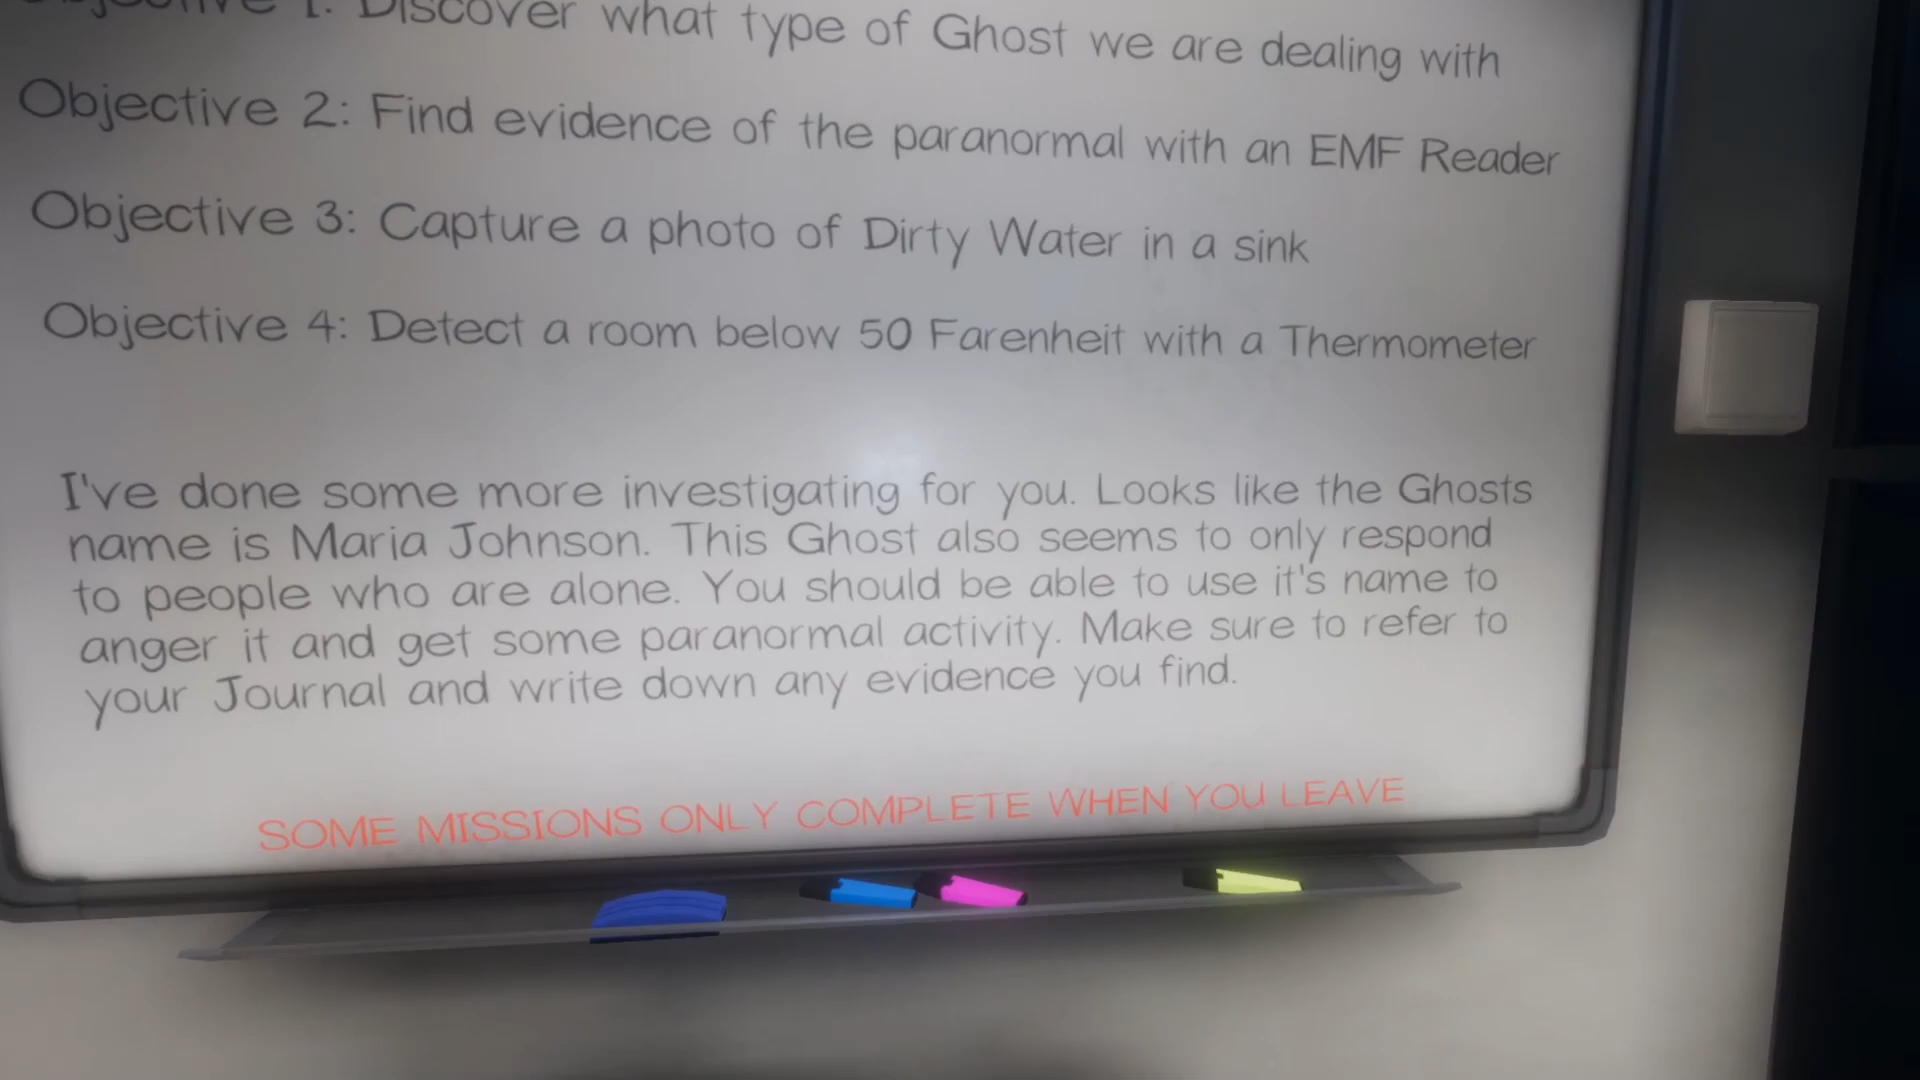 Objective 1: Discover what type of Ghost we are dealing with
Objective 2: Find evidence of the paranormal with an EMF Reader
Objective 3: Capture a photo of Dirty Water in a sink
Objective 4: Detect a room below 50 Farenheit with a Thermometer
I've done some more investigating for you. Looks like the Ghosts
name is Maria Johnson. This Ghost also seems to only respond
to people who are alone. You should be able to use it's name to
anger it and get some paranormal activity. Make sure to refer to
your Journal and write down any evidence you find.
SOME MISSIONS ONLY COMPLETE WHEN YOU LEAVE